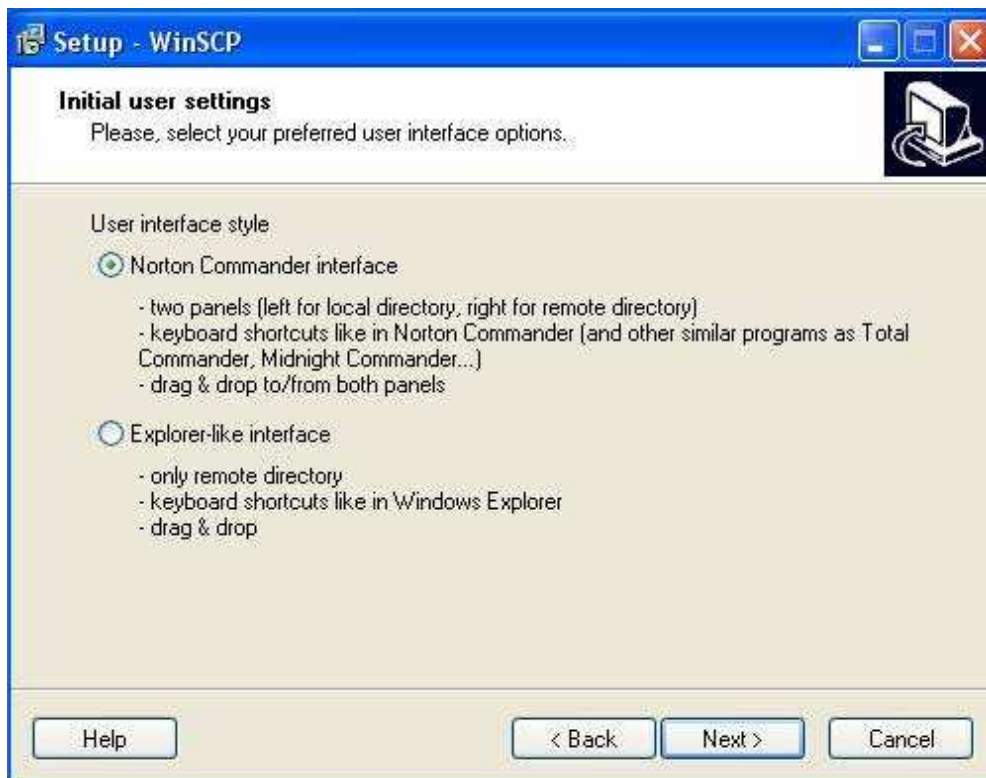 Setup - WinSCP
Initial user settings
Please, select your preferred user interface options.
User interface style
Norton Commander interface
- two panels (left for local directory, right for remote directory)
- keyboard shortcuts like in Norton Commander (and other similar programs as Total
Commander, Midnight Commander...)
- drag & drop to/from both panels
Explorer-like interface
- only remote directory
- keyboard shortcuts like in Windows Explorer
- drag & drop
Help
< Back
Next >
Cancel